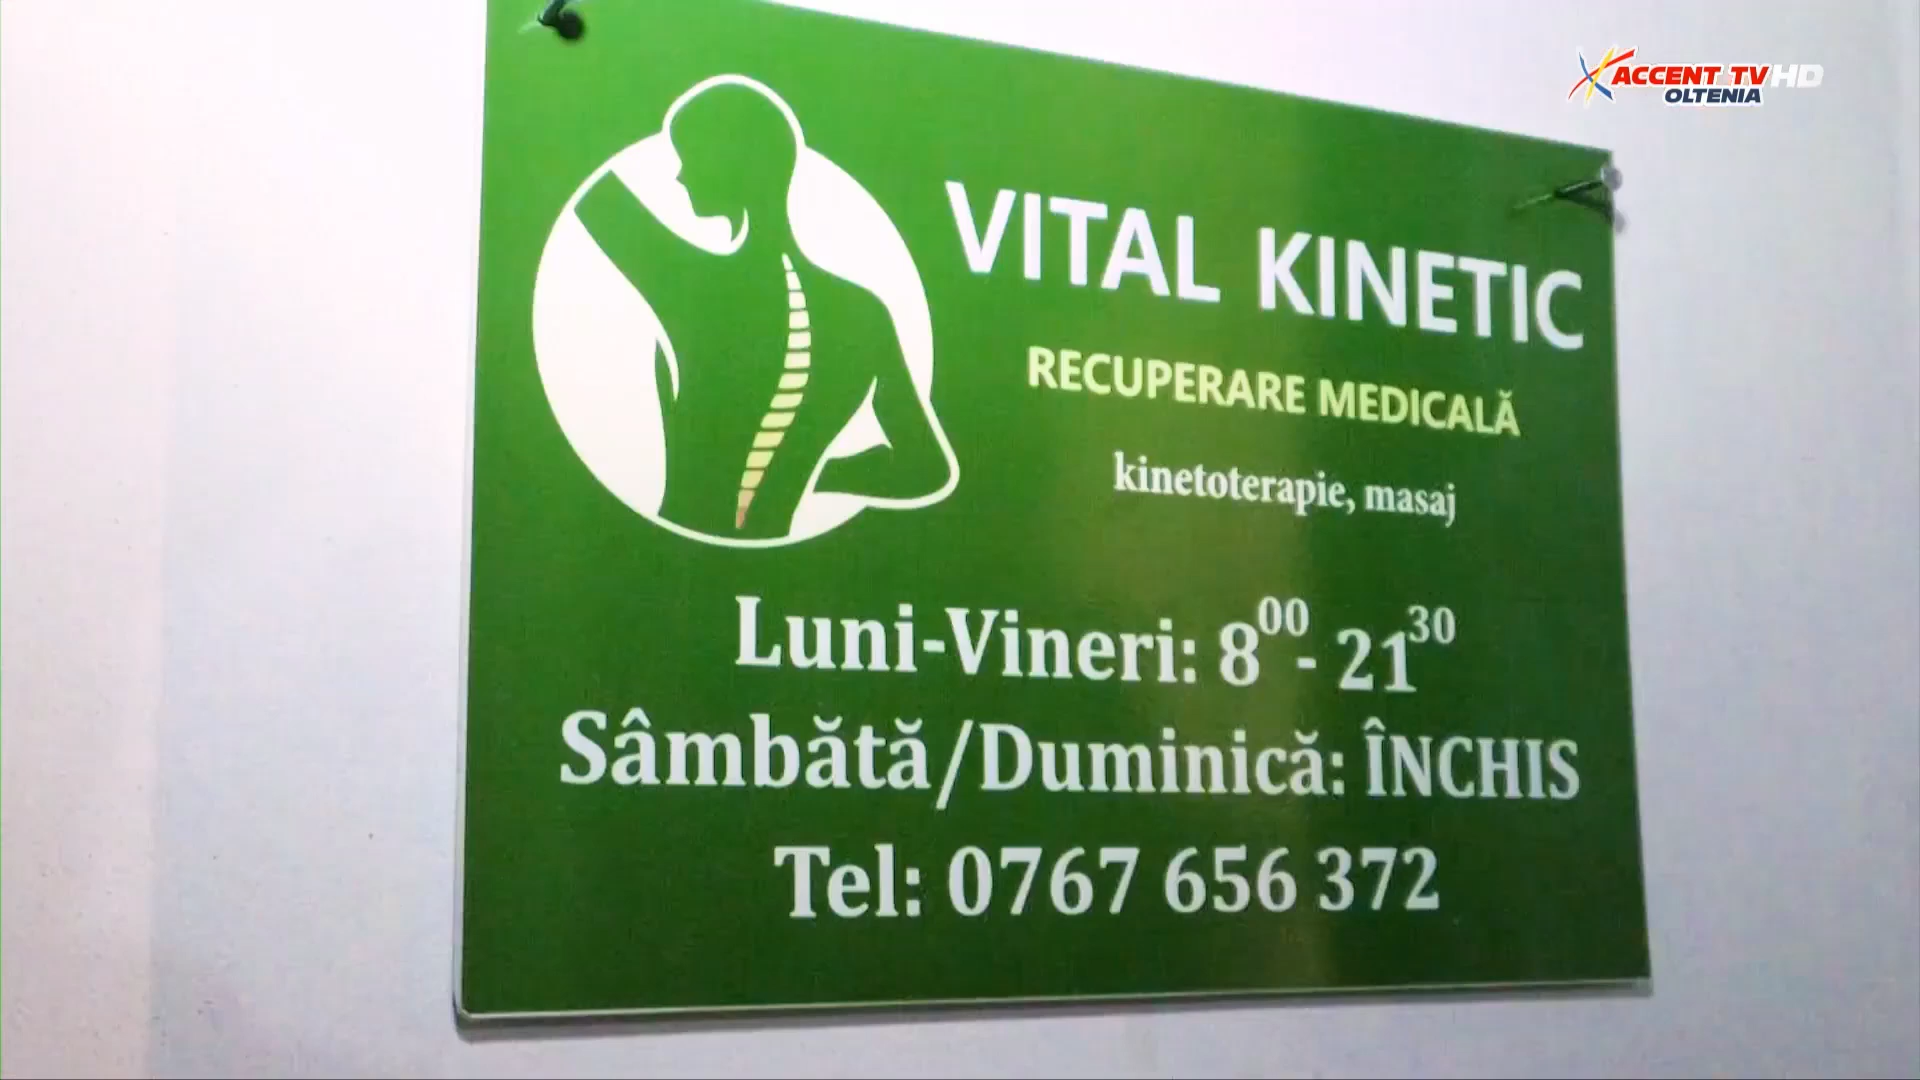 ACCENT TV HD
OLTENIA
VITAL KINETIC
RECUPERARE MEDICALĂ
kinetoterapie, masaj
Luni-Vineri: 8⁰⁰- 21³⁰
Sâmbătă/Duminică: ÎNCHIS
Tel: 0767 656 372